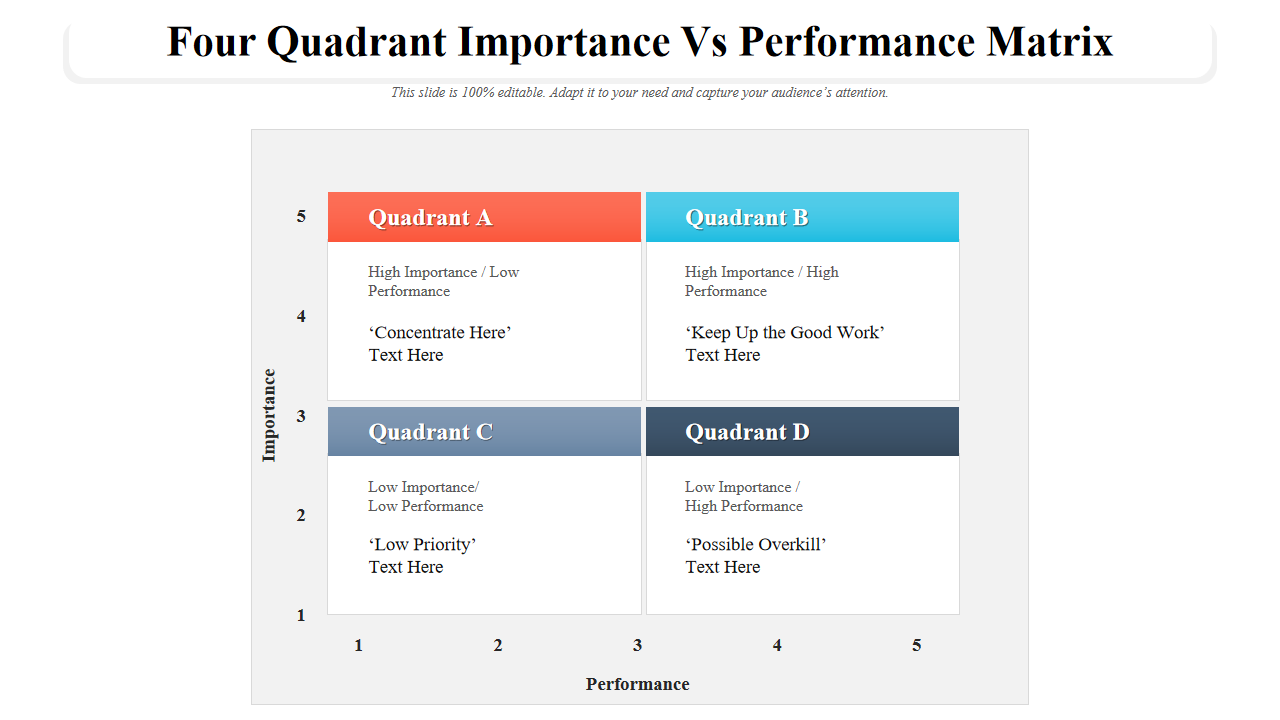 Four Quadrant Importance Vs Performance Matrix
This slide is 100% editable. Adapt it to your need and capture your audience’s attention.
5
4
3
2
1
Importance
Quadrant A
High Importance / Low
Performance
‘Concentrate Here’
Text Here
Quadrant B
High Importance / High
Performance
‘Keep Up the Good Work’
Text Here
Quadrant C
Low Importance/
Low Performance
‘Low Priority’
Text Here
Quadrant D
Low Importance /
High Performance
‘Possible Overkill’
Text Here
1
2
3
4
5
Performance